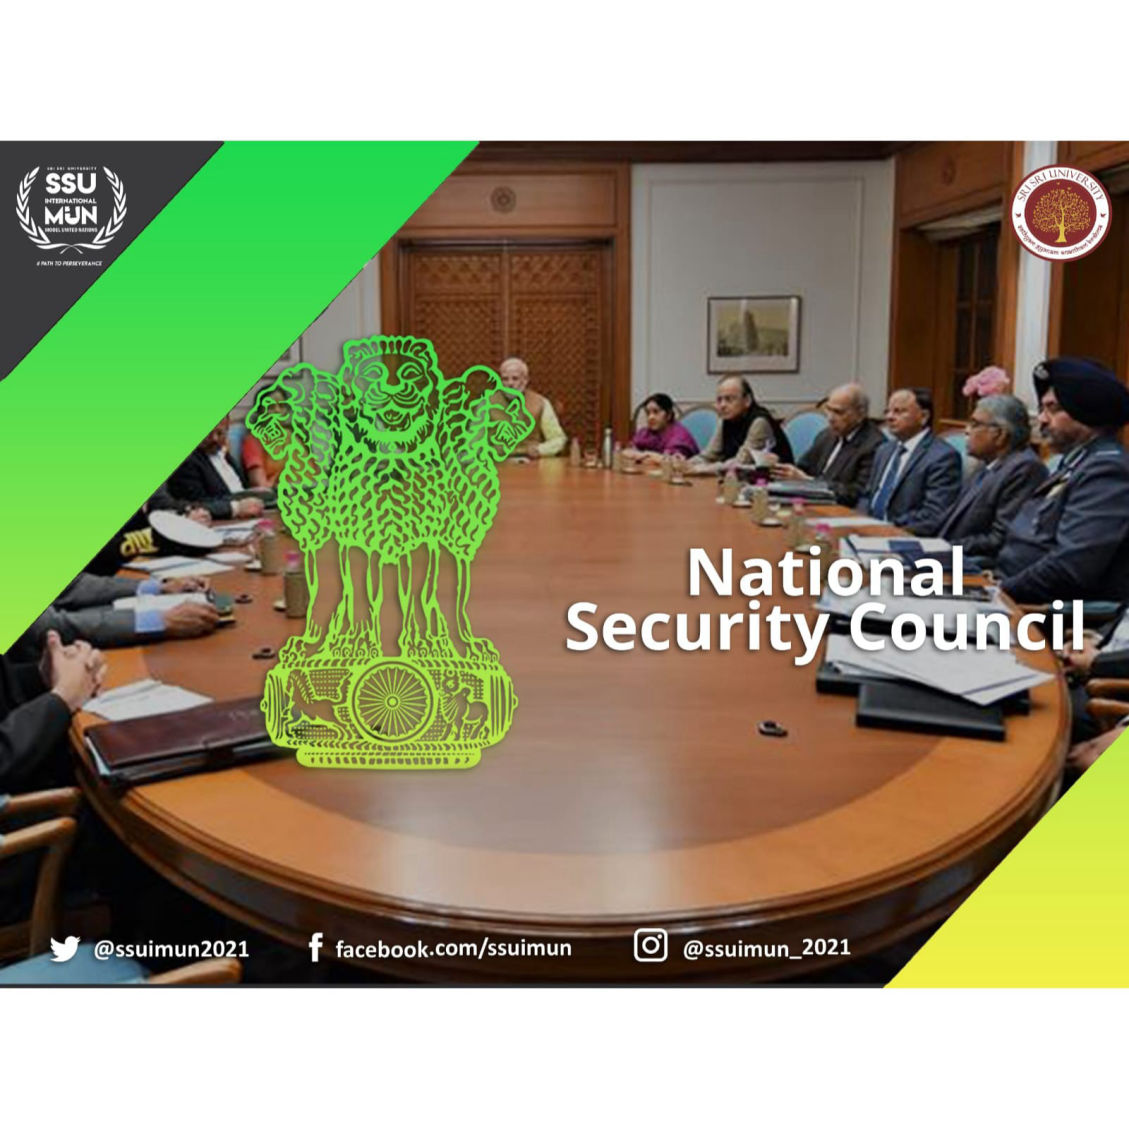 SRI SRI UNIVERSITY
SSU
INTERNATIONAL
MUN
MODEL UNITED NATIONS
# PATH TO PERSEVERANCE
SRI SRI UNIVERSITY
National
Security Council
@ssuimun2021
facebook.com/ssuimun
@ssuimun_2021